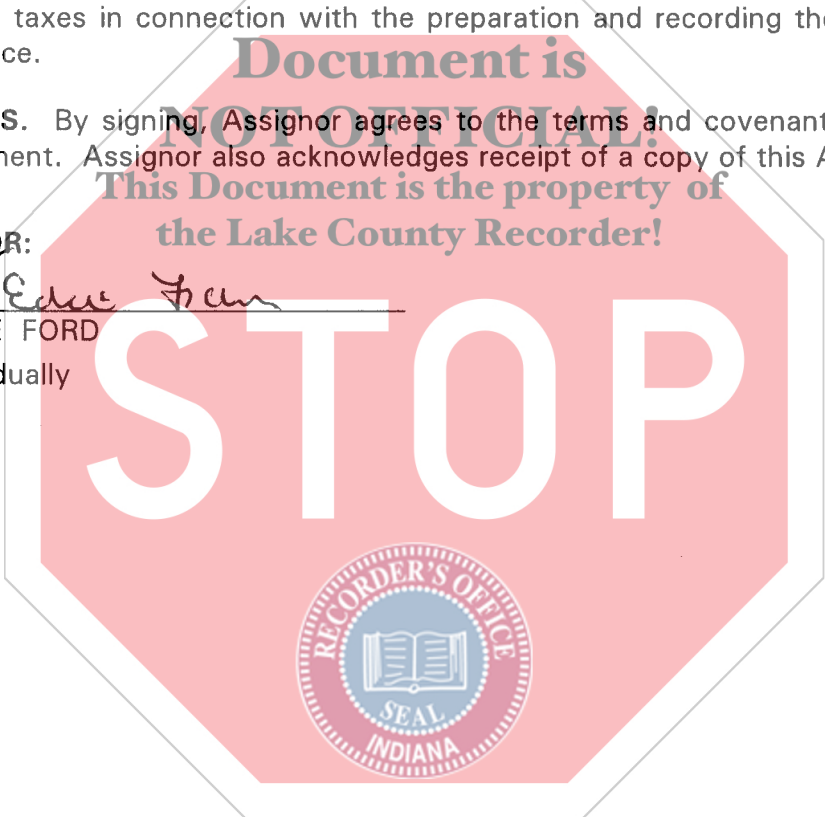 taxes in connection with the preparation and recording the
ce.
Document is
NOT OFFICIAL!
S. By signing, Assignor agrees to the terms and covenant
nent. Assignor also acknowledges receipt of a copy of this A
This Document is the property of
the Lake County Recorder!
R:
Edie
FORD
dually
STOP
RECORDER'S OFFICE
SEAL
INDIANA